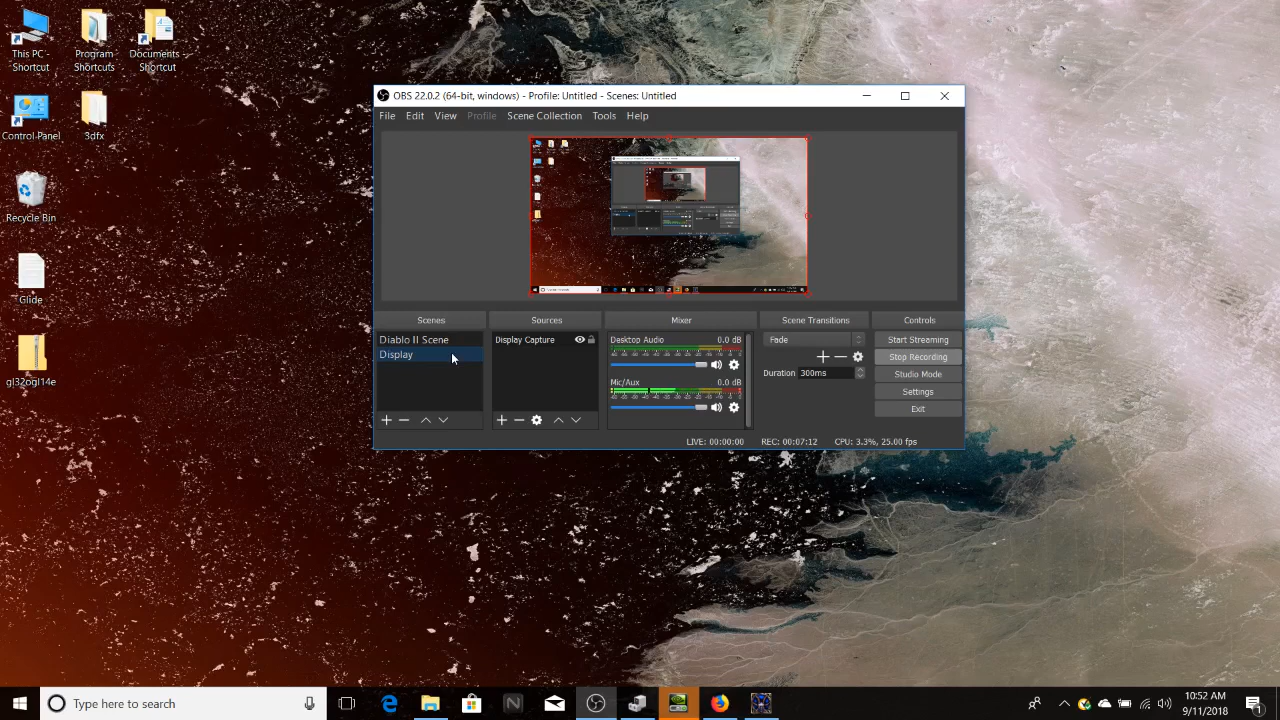 This PC -
Shortcut
Program
Shortcuts
Documents -
Shortcut
Control-Panel
3dfx
Recycle Bin
Glide
gl32ogl14e
OBS 22.0.2 (64-bit, windows) - Profile: Untitled - Scenes: Untitled
File Edit View Profile Scene Collection Tools Help
Scenes Sources Mixer Scene Transitions Controls
Diablo II Scene
Display
Display Capture
Desktop Audio 0.0 dB
Mic/Aux 0.0 dB
Fade
Duration 300ms
Start Streaming
Stop Recording
Studio Mode
Settings
Exit
LIVE: 00:00:00 REC: 00:07:12 CPU: 3.3%, 25.00 fps
Type here to search
10:52 AM
9/11/2018